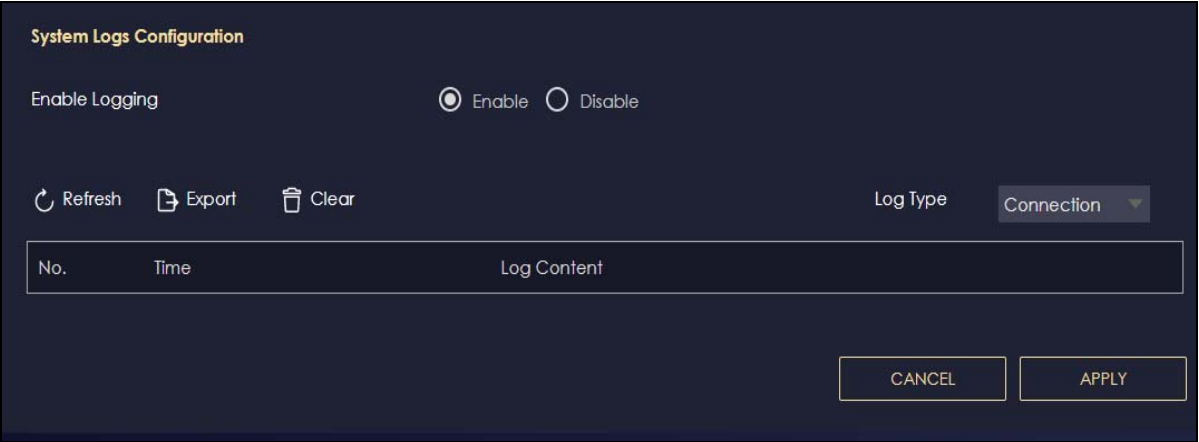 System Logs Configuration
Enable Logging Enable Disable
Refresh Export Clear Log Type Connection
No. Time Log Content
CANCEL APPLY